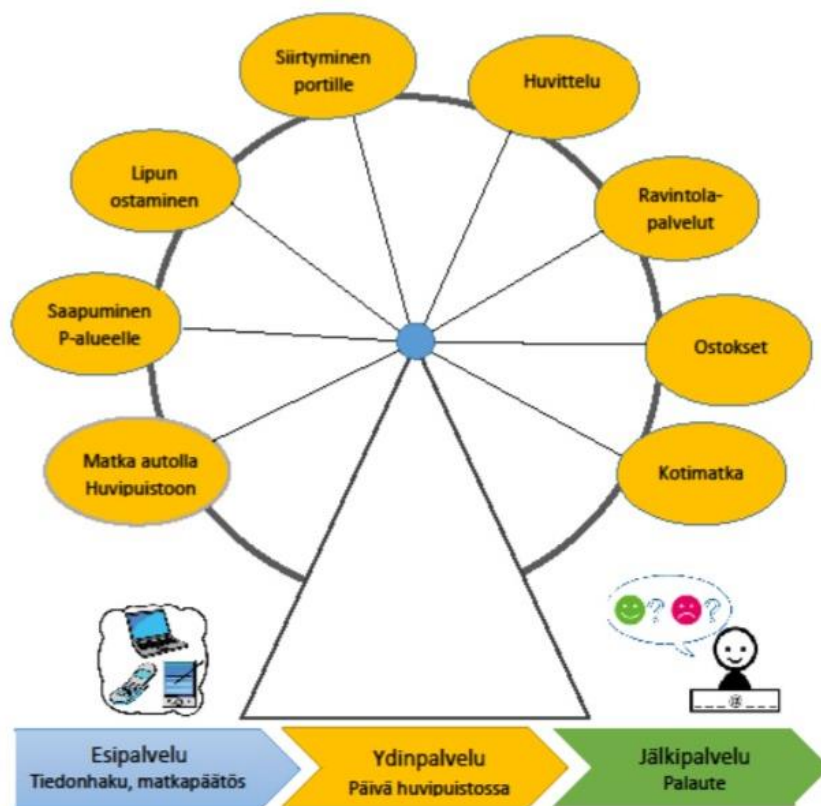 Siirtyminen
portille
Huvittelu
Lipun
ostaminen
Ravintola-
palvelut
Saapuminen
P-alueelle
Ostokset
Matka autolla
Huvipuistoon
Kotimatka
? ?
@
Esipalvelu
Tiedonhaku, matkapäätös
Ydinpalvelu
Päivä huvipuistossa
Jälkipalvelu
Palaute